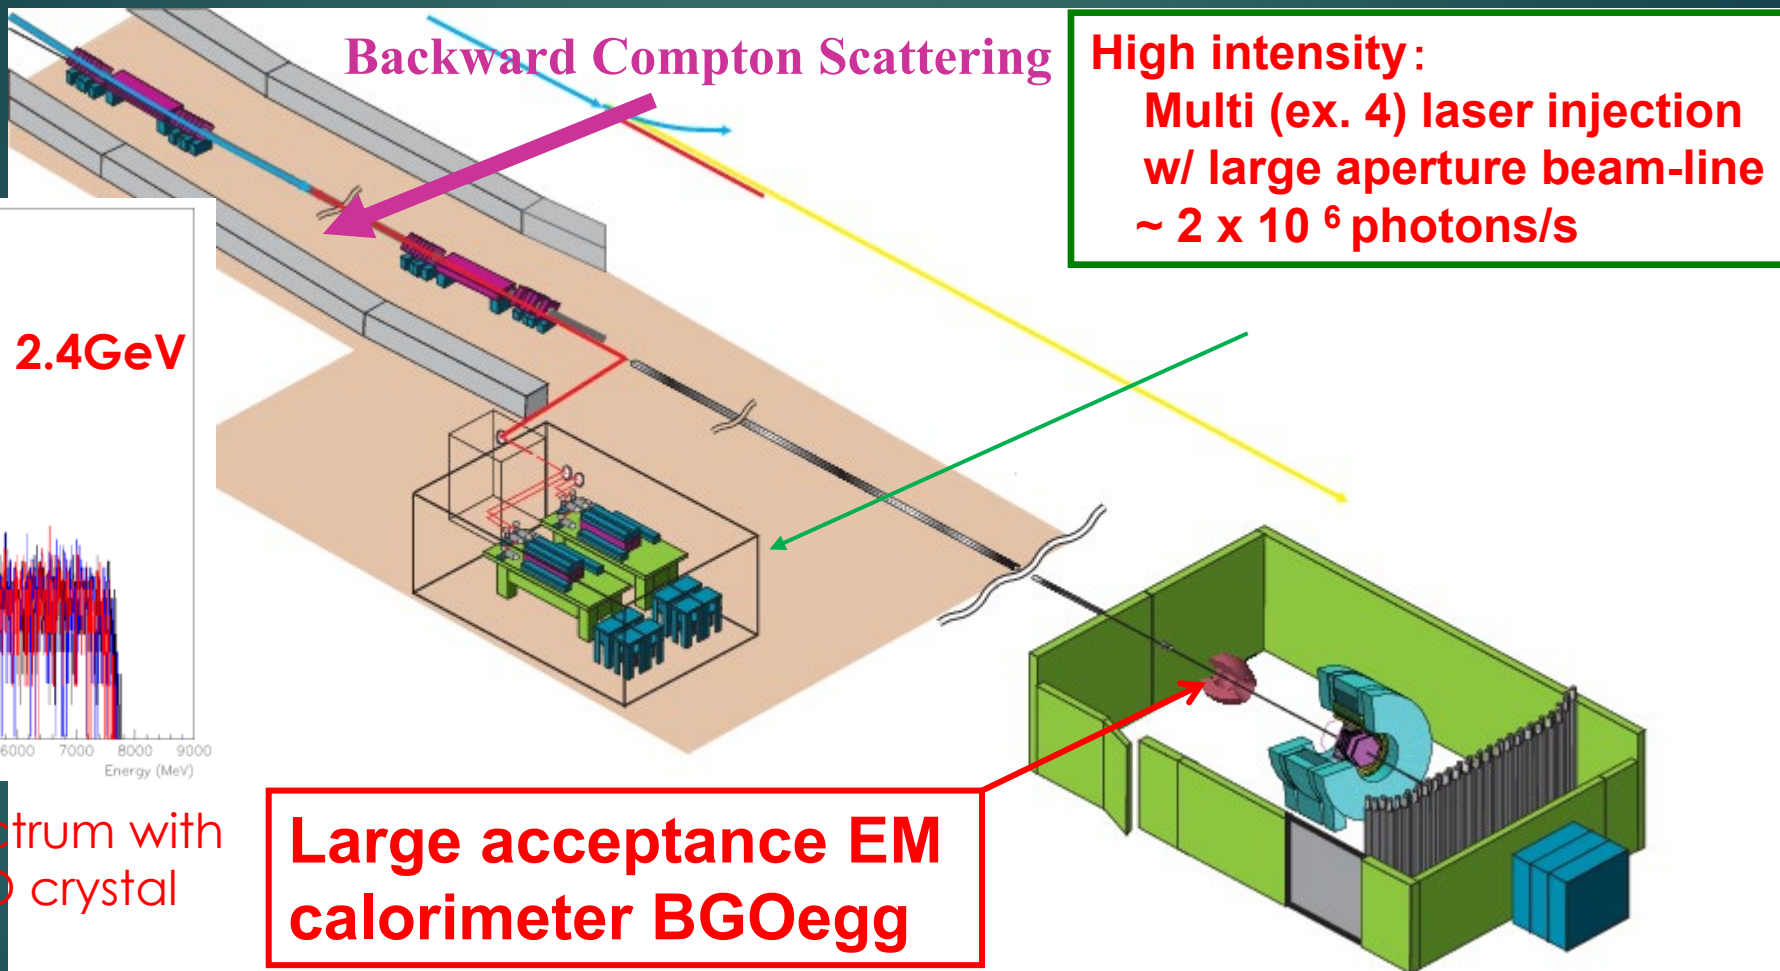 Backward Compton Scattering
High intensity:
Multi (ex. 4) laser injection
w/ large aperture beam-line
~ 2 x 10 ⁶ photons/s
2.4GeV
6000 7000 8000 9000
Energy (MeV)
with
crystal
Large acceptance EM
calorimeter BGOegg